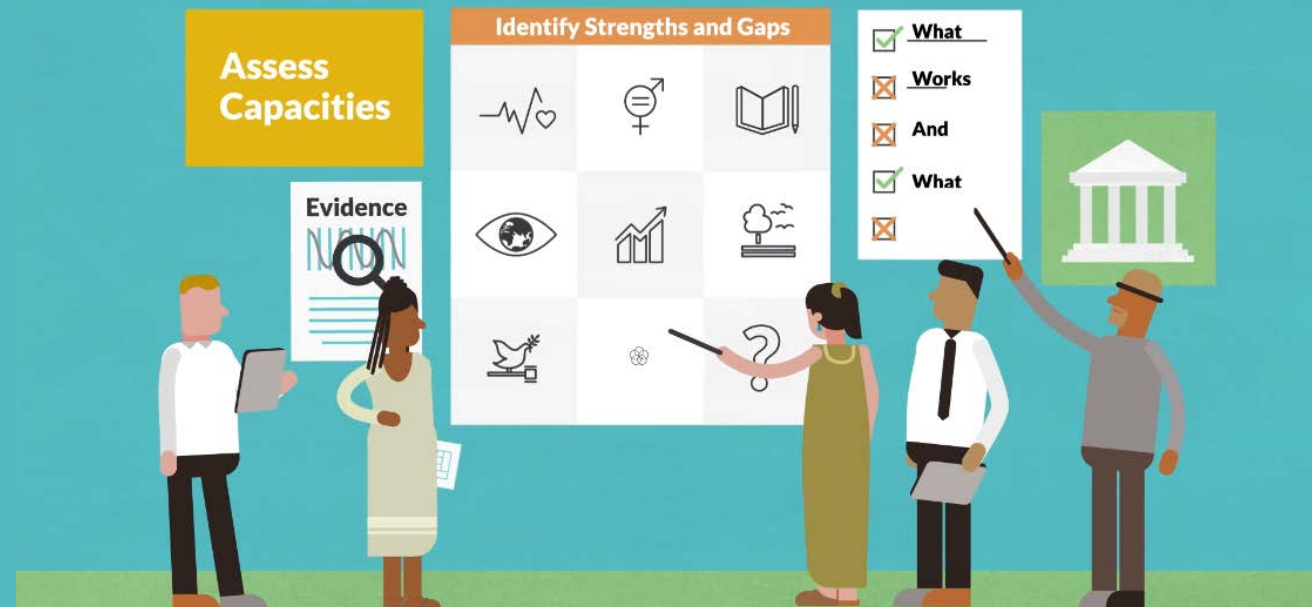 Assess
Capacities
Evidence
Identify Strengths and Gaps
What
Works
And
What